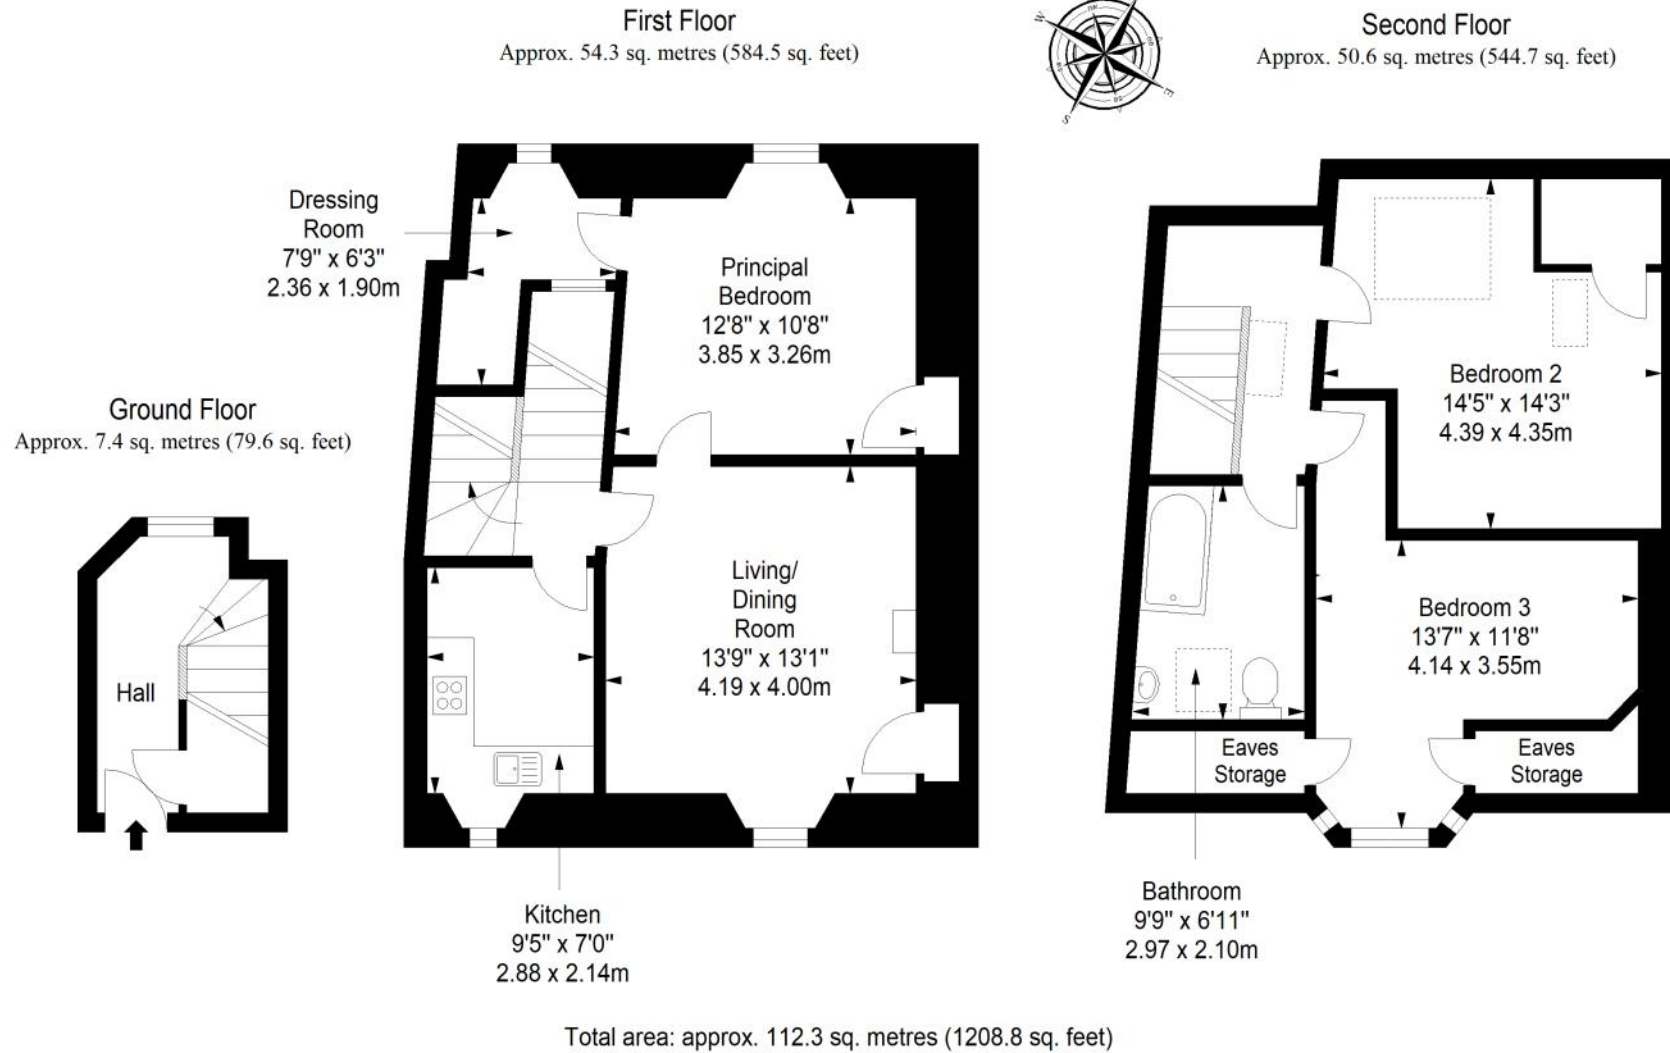 First Floor
Approx. 54.3 sq. metres (584.5 sq. feet)
Second Floor
Approx. 50.6 sq. metres (544.7 sq. feet)
W
E
S
Dressing
Room
7'9" x 6'3"
2.36 x 1.90m
Principal
Bedroom
12'8" x 10'8"
3.85 x 3.26m
Bedroom 2
14'5" x 14'3"
4.39 x 4.35m
Ground Floor
Approx. 7.4 sq. metres (79.6 sq. feet)
Hall
Living/
Dining
Room
13'9" x 13'1"
4.19 x 4.00m
Bedroom 3
13'7" x 11'8"
4.14 x 3.55m
Eaves
Storage
Eaves
Storage
Kitchen
9'5" x 7'0"
2.88 x 2.14m
Bathroom
9'9" x 6'11"
2.97 x 2.10m
Total area: approx. 112.3 sq. metres (1208.8 sq. feet)